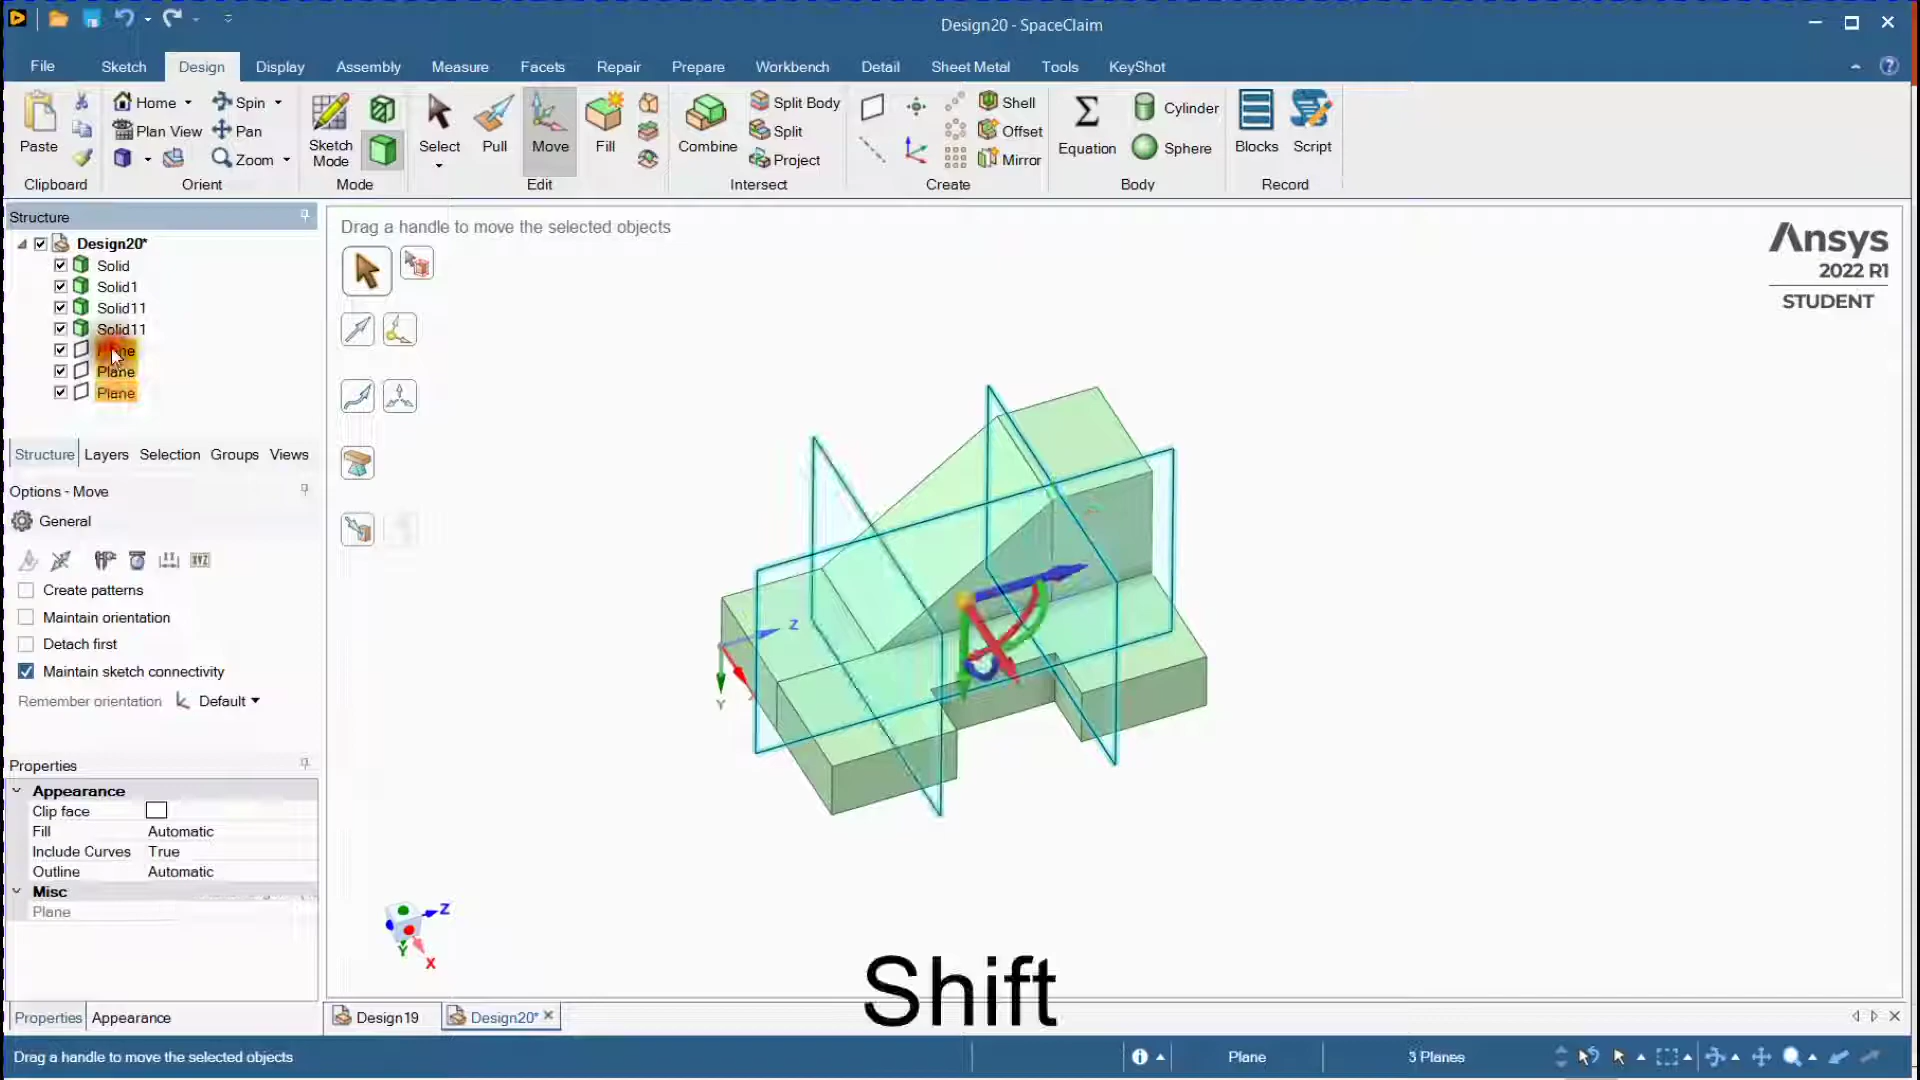 Design20 - SpaceClaim
File Sketch Design Display Assembly Measure Facets Repair Prepare Workbench Detail Sheet Metal Tools KeyShot
Paste
Clipboard
Home Spin
Plan View Pan
Zoom
Orient
Sketch Mode
Mode
Select Pull Move Fill
Edit
Combine
Split Body
Split
Project
Intersect
Shell
Offset
Mirror
Create
Equation
Cylinder
Sphere
Body
Blocks Script
Record
Structure
Design20*
Solid
Solid1
Solid11
Solid11
Plane
Plane
Plane
Structure Layers Selection Groups Views
Options - Move
General
XYZ
Create patterns
Maintain orientation
Detach first
Maintain sketch connectivity
Remember orientation Default
Properties
Appearance
Clip face
Fill Automatic
Include Curves True
Outline Automatic
Misc
Plane
Properties Appearance
Drag a handle to move the selected objects
Ansys
2022 R1
STUDENT
Z
Y
Z
Y
X
Shift
Design19 Design20*
Drag a handle to move the selected objects
Plane
3 Planes